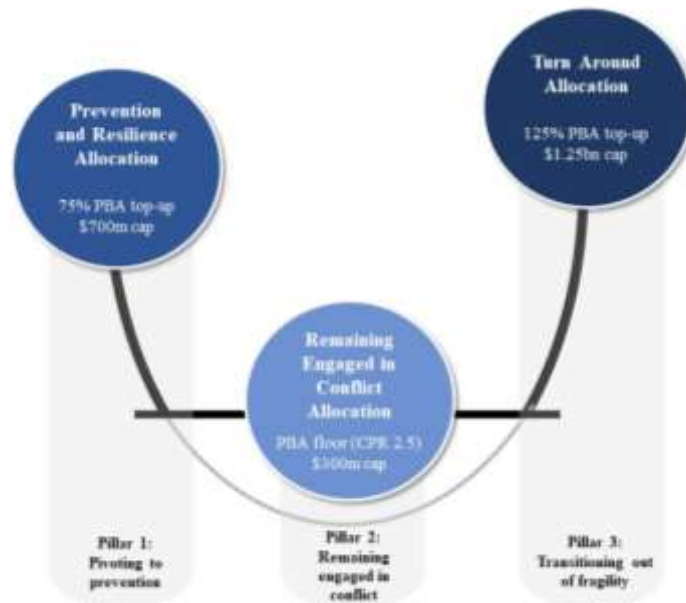 Prevention
and Resilience
Allocation
75% PBA top-up
$700m cap
Turn Around
Allocation
125% PBA top-up
$1.25bn cap
Remaining
Engaged in
Conflict
Allocation
PBA floor (CPR 2.5)
$300m cap
Pillar 1:
Pivoting to
prevention
Pillar 2:
Remaining
engaged in
conflict
Pillar 3:
Transitioning out
of fragility